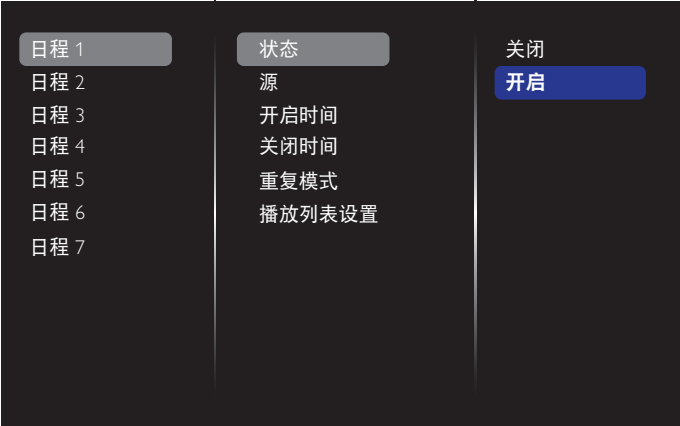 日程 1
日程 2
日程 3
日程 4
日程 5
日程 6
日程 7
状态
源
开启时间
关闭时间
重复模式
播放列表设置
关闭
开启